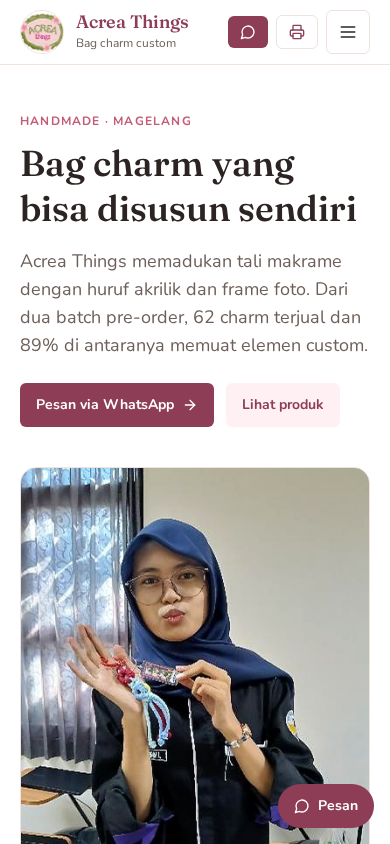 Acrea Things
Bag charm custom
HANDMADE · MAGELANG
Bag charm yang
bisa disusun sendiri
Acrea Things memadukan tali makrame
dengan huruf akrilik dan frame foto. Dari
dua batch pre-order, 62 charm terjual dan
89% di antaranya memuat elemen custom.
Pesan via WhatsApp
Lihat produk
Pesan